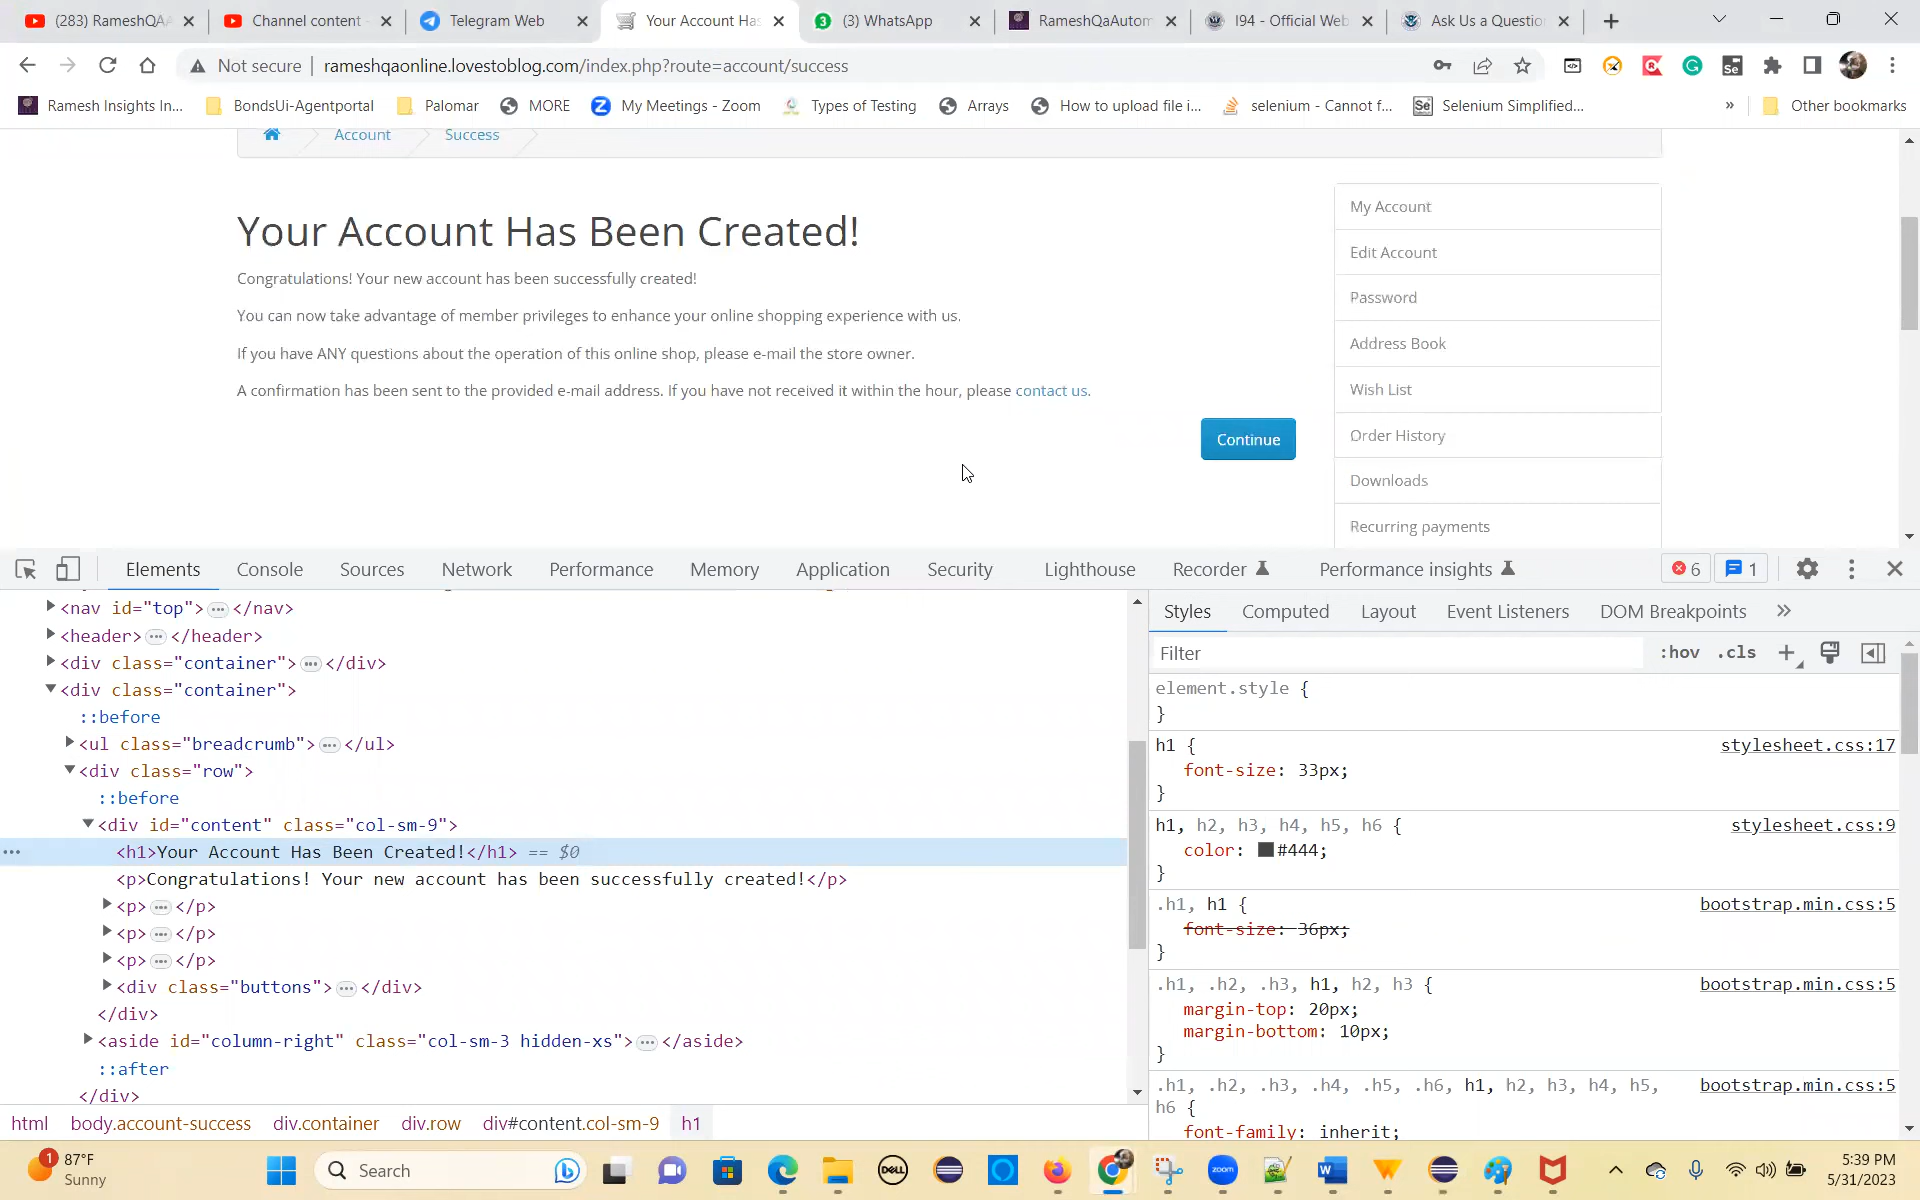 (283) RameshQAA
Channel content -
Telegram Web
Your Account Has
(3) WhatsApp
RameshQaAutom
I94 - Official Web
Ask Us a Questio
Not secure
rameshqaonline.lovestoblog.com/index.php?route=account/success
Ramesh Insights In...
BondsUi-Agentportal
Palomar
MORE
My Meetings - Zoom
Types of Testing
Arrays
How to upload file i...
selenium - Cannot f...
Selenium Simplified...
»
Other bookmarks
Account
Success
Your Account Has Been Created!
Congratulations! Your new account has been successfully created!
You can now take advantage of member privileges to enhance your online shopping experience with us.
If you have ANY questions about the operation of this online shop, please e-mail the store owner.
A confirmation has been sent to the provided e-mail address. If you have not received it within the hour, please contact us.
Continue
My Account
Edit Account
Password
Address Book
Wish List
Order History
Downloads
Recurring payments
Elements
Console
Sources
Network
Performance
Memory
Application
Security
Lighthouse
Recorder
Performance insights
6
1
<nav id="top">…</nav>
<header>…</header>
<div class="container">…</div>
<div class="container">
::before
<ul class="breadcrumb">…</ul>
<div class="row">
::before
<div id="content" class="col-sm-9">
<h1>Your Account Has Been Created!</h1> == $0
<p>Congratulations! Your new account has been successfully created!</p>
<p>…</p>
<p>…</p>
<p>…</p>
<div class="buttons">…</div>
</div>
<aside id="column-right" class="col-sm-3 hidden-xs">…</aside>
::after
</div>
html
body.account-success
div.container
div.row
div#content.col-sm-9
h1
Styles
Computed
Layout
Event Listeners
DOM Breakpoints
»
Filter
:hov
.cls
+
element.style {
}
h1 {
stylesheet.css:17
font-size: 33px;
}
h1, h2, h3, h4, h5, h6 {
stylesheet.css:9
color: #444;
}
.h1, h1 {
bootstrap.min.css:5
font-size: 36px;
}
.h1, .h2, .h3, h1, h2, h3 {
bootstrap.min.css:5
margin-top: 20px;
margin-bottom: 10px;
}
.h1, .h2, .h3, .h4, .h5, .h6, h1, h2, h3, h4, h5,
bootstrap.min.css:5
h6 {
font-family: inherit;
1
87°F
Sunny
Search
DELL
zoom
5:39 PM
5/31/2023